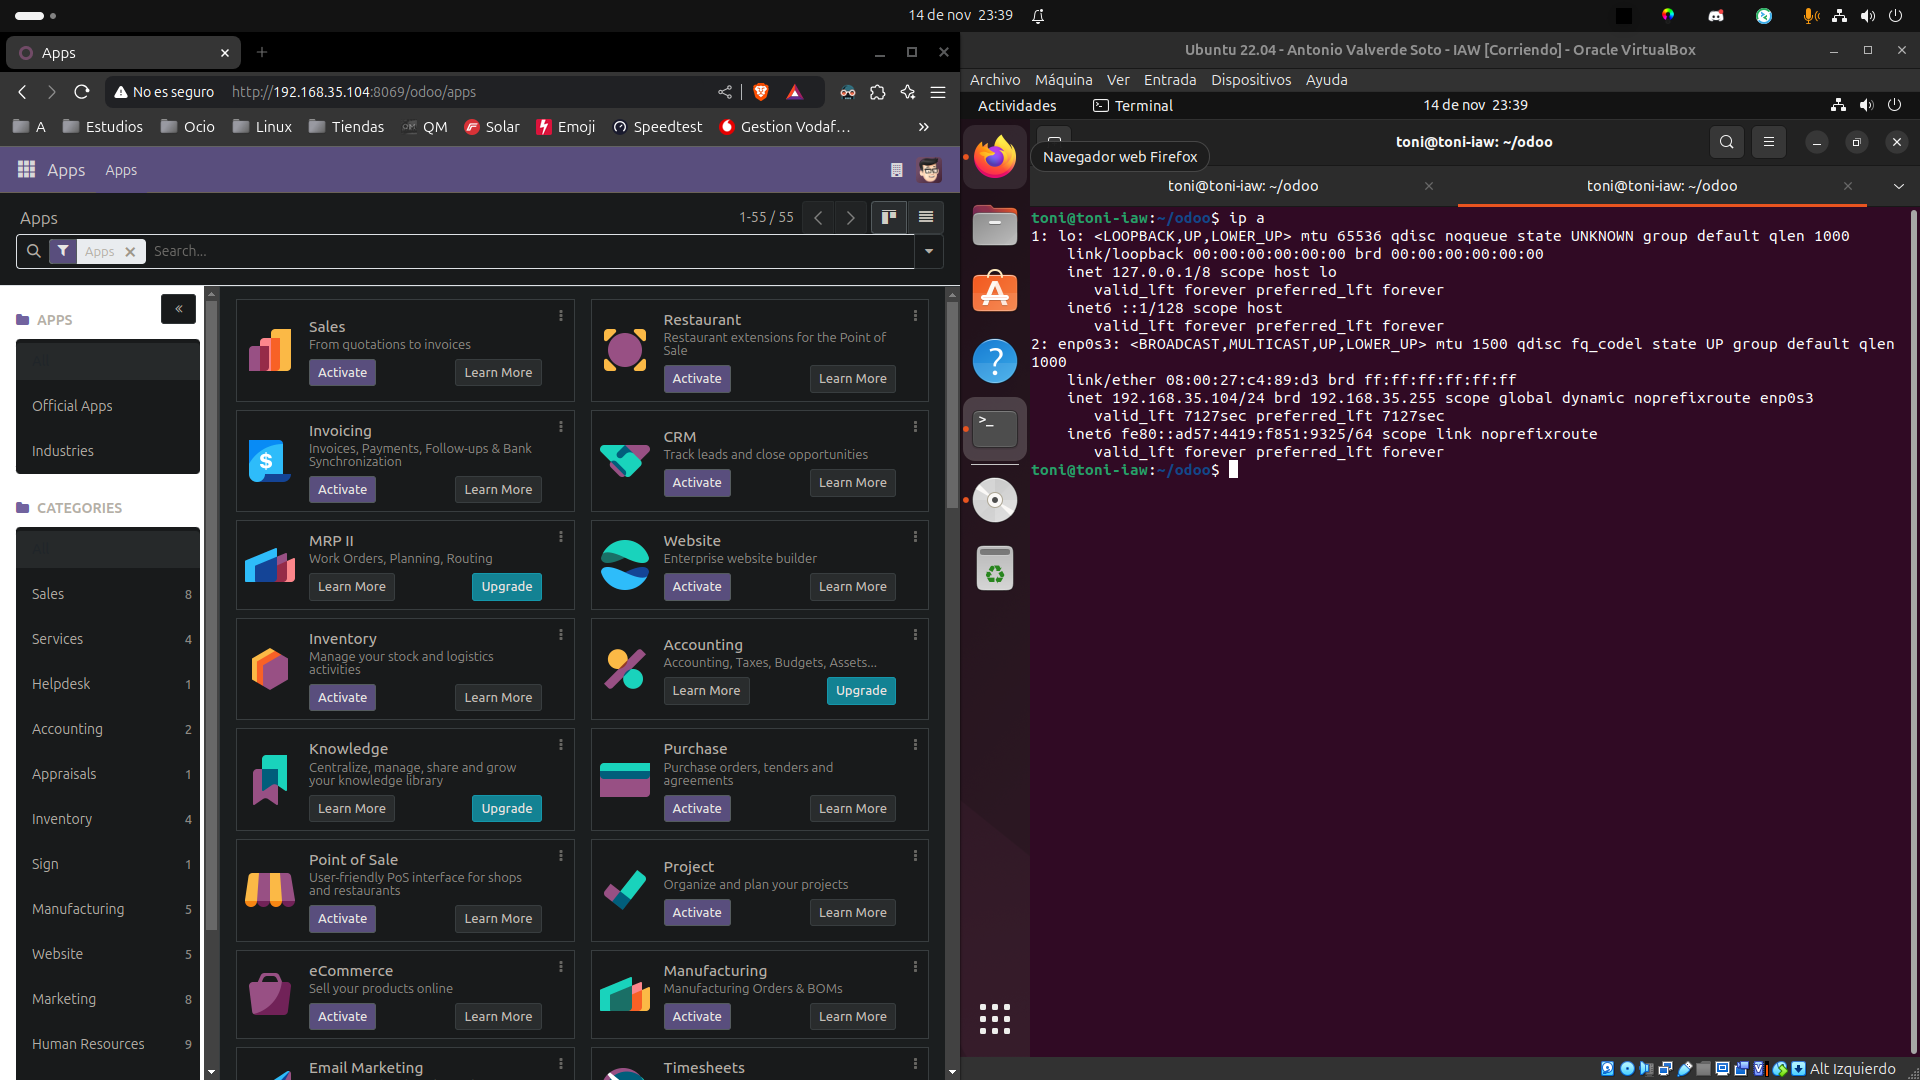 14 de nov  23:39
Apps
No es seguro
http://192.168.35.104:8069/odoo/apps
A
Estudios
Ocio
Linux
Tiendas
QM
Solar
Emoji
Speedtest
Gestion Vodaf…
»
Apps
Apps
Apps
1-55 / 55
Apps
Search...
APPS
«
Official Apps
Industries
CATEGORIES
Sales 8
Services 4
Helpdesk 1
Accounting 2
Appraisals 1
Inventory 4
Sign 1
Manufacturing 5
Website 5
Marketing 8
Human Resources 9
Sales
From quotations to invoices
Activate
Learn More
Restaurant
Restaurant extensions for the Point of
Sale
Activate
Learn More
Invoicing
Invoices, Payments, Follow-ups & Bank
Synchronization
Activate
Learn More
CRM
Track leads and close opportunities
Activate
Learn More
MRP II
Work Orders, Planning, Routing
Learn More
Upgrade
Website
Enterprise website builder
Activate
Learn More
Inventory
Manage your stock and logistics
activities
Activate
Learn More
Accounting
Accounting, Taxes, Budgets, Assets...
Learn More
Upgrade
Knowledge
Centralize, manage, share and grow
your knowledge library
Learn More
Upgrade
Purchase
Purchase orders, tenders and
agreements
Activate
Learn More
Point of Sale
User-friendly PoS interface for shops
and restaurants
Activate
Learn More
Project
Organize and plan your projects
Activate
Learn More
eCommerce
Sell your products online
Activate
Learn More
Manufacturing
Manufacturing Orders & BOMs
Activate
Learn More
Email Marketing
Timesheets
Ubuntu 22.04 - Antonio Valverde Soto - IAW [Corriendo] - Oracle VirtualBox
Archivo
Máquina
Ver
Entrada
Dispositivos
Ayuda
Actividades
Terminal
14 de nov  23:39
Navegador web Firefox
toni@toni-iaw: ~/odoo
toni@toni-iaw: ~/odoo
toni@toni-iaw: ~/odoo
toni@toni-iaw:~/odoo$ ip a
1: lo: <LOOPBACK,UP,LOWER_UP> mtu 65536 qdisc noqueue state UNKNOWN group default qlen 1000
    link/loopback 00:00:00:00:00:00 brd 00:00:00:00:00:00
    inet 127.0.0.1/8 scope host lo
       valid_lft forever preferred_lft forever
    inet6 ::1/128 scope host
       valid_lft forever preferred_lft forever
2: enp0s3: <BROADCAST,MULTICAST,UP,LOWER_UP> mtu 1500 qdisc fq_codel state UP group default qlen
1000
    link/ether 08:00:27:c4:89:d3 brd ff:ff:ff:ff:ff:ff
    inet 192.168.35.104/24 brd 192.168.35.255 scope global dynamic noprefixroute enp0s3
       valid_lft 7127sec preferred_lft 7127sec
    inet6 fe80::ad57:4419:f851:9325/64 scope link noprefixroute
       valid_lft forever preferred_lft forever
toni@toni-iaw:~/odoo$
Alt Izquierdo